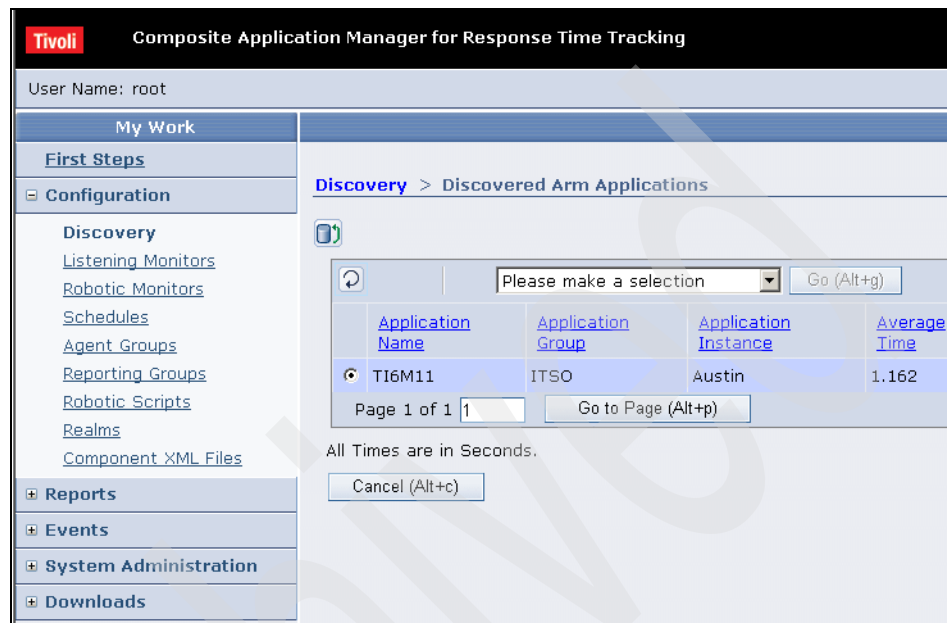 Tivoli Composite Application Manager for Response Time Tracking
User Name: root
My Work
First Steps
Configuration
Discovery
Listening Monitors
Robotic Monitors
Schedules
Agent Groups
Reporting Groups
Robotic Scripts
Realms
Component XML Files
Reports
Events
System Administration
Downloads
Discovery > Discovered Arm Applications
Please make a selection Go (Alt+g)
Application Name Application Group Application Instance Average Time
TI6M11 ITSO Austin 1.162
Page 1 of 1 1 Go to Page (Alt+p)
All Times are in Seconds.
Cancel (Alt+c)